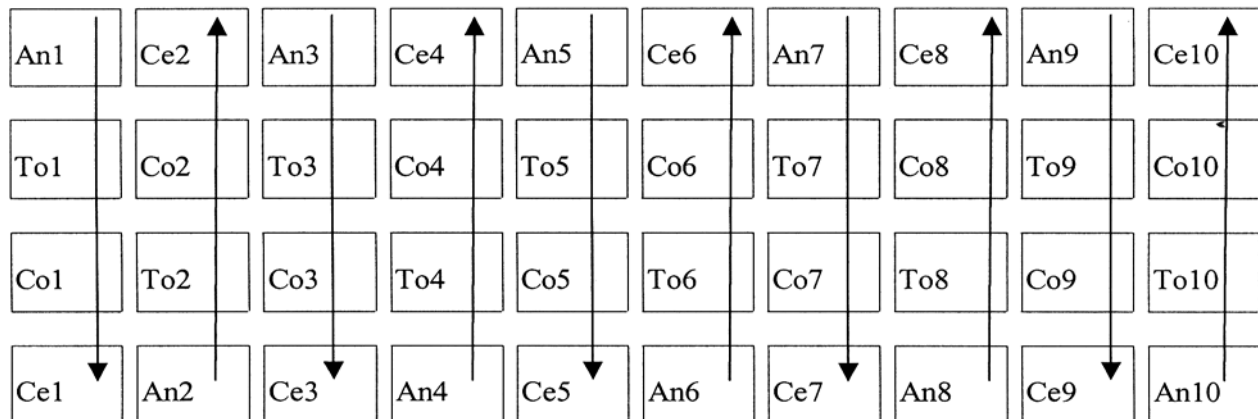 An1 Ce2 An3 Ce4 An5 Ce6 An7 Ce8 An9 Ce10
To1 Co2 To3 Co4 To5 Co6 To7 Co8 To9 Co10
Co1 To2 Co3 To4 Co5 To6 Co7 To8 Co9 To10
Ce1 An2 Ce3 An4 Ce5 An6 Ce7 An8 Ce9 An10